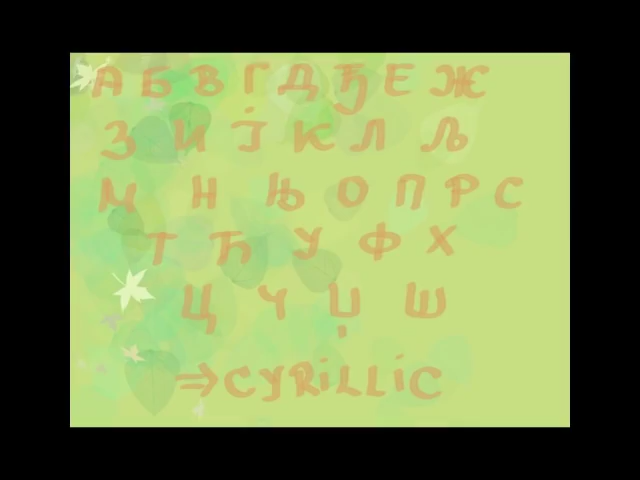 А Б В Г Д Ђ Е Ж
З И Ј К Л Љ
М Н Њ О П Р С
Т Ћ У Ф Х
Ц Ч Џ Ш
⇒ CYRiLLiC